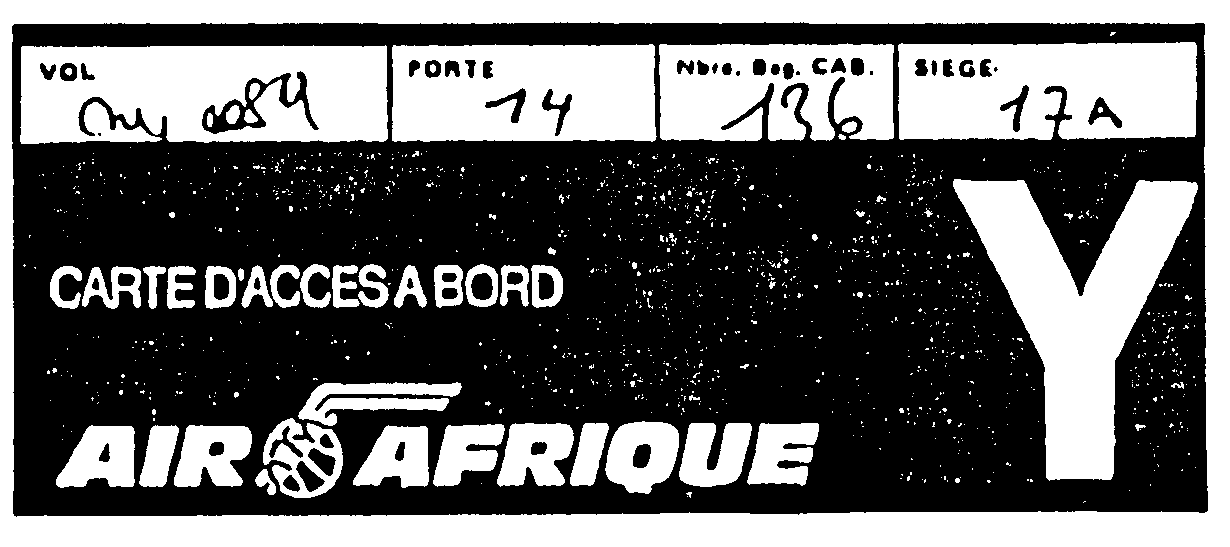 VOL PORTE Nbre. Bag. CAB. SIEGE
14 136 17A
Y
CARTE D'ACCES A BORD
AIR AFRIQUE